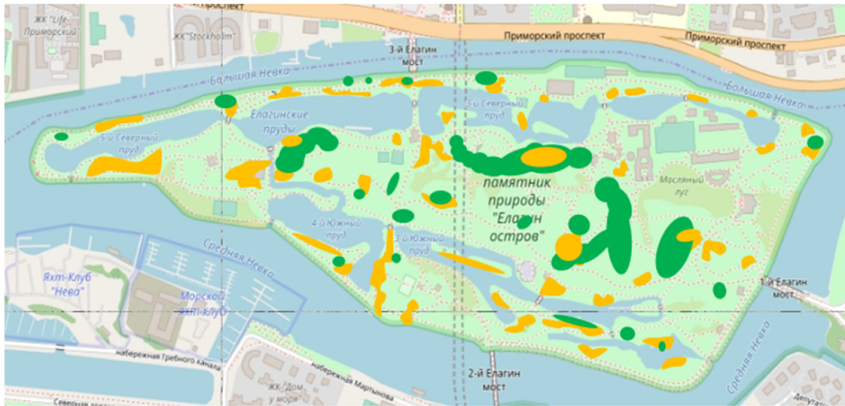 проспект
ЖК "Life-
Приморский"
ЖК"Stockholm"
3-й Елагин
мост
Приморский проспект
Приморский проспект
Большая Невка
Большая Невка
Елагинские
пруды
5-й Северный
пруд
Северный
пруд
памятник
природы
"Елагин
остров"
Масляный
луг
4-й Южный
пруд
3-й Южный
пруд
Средняя Невка
Яхт-Клуб
"Нева"
Морской
яхт-клуб
1-й Елагин
мост
Средняя Невка
набережная Гребного канала
набережная Мартынова
2-й Елагин
мост
ЖК "Дом
у моря